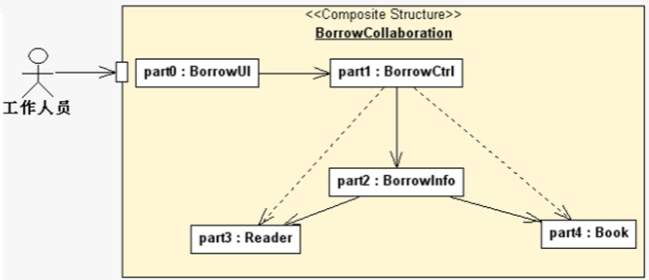 <<Composite Structure>>
BorrowCollaboration
part0 : BorrowUI
part1 : BorrowCtrl
工作人员
part2 : BorrowInfo
part3 : Reader
part4 : Book